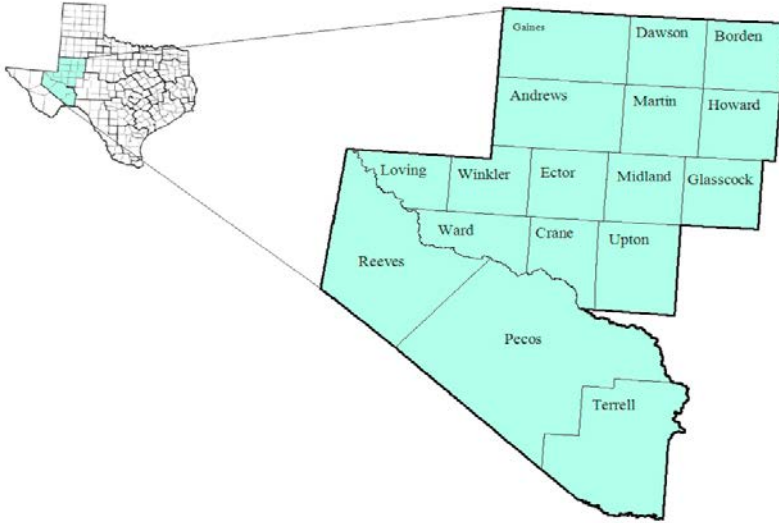 Gaines
Dawson
Borden
Andrews
Martin
Howard
Loving
Winkler
Ector
Midland
Glasscock
Ward
Crane
Upton
Reeves
Pecos
Terrell